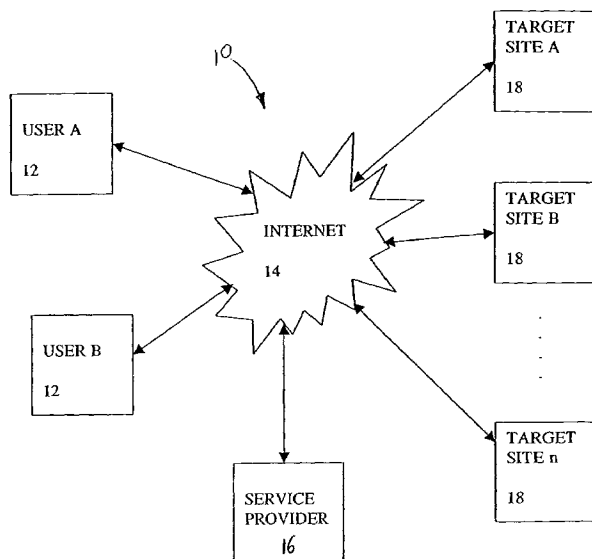 10
USER A
12
INTERNET
14
USER B
12
SERVICE
PROVIDER
16
TARGET
SITE A
18
TARGET
SITE B
18
TARGET
SITE n
18